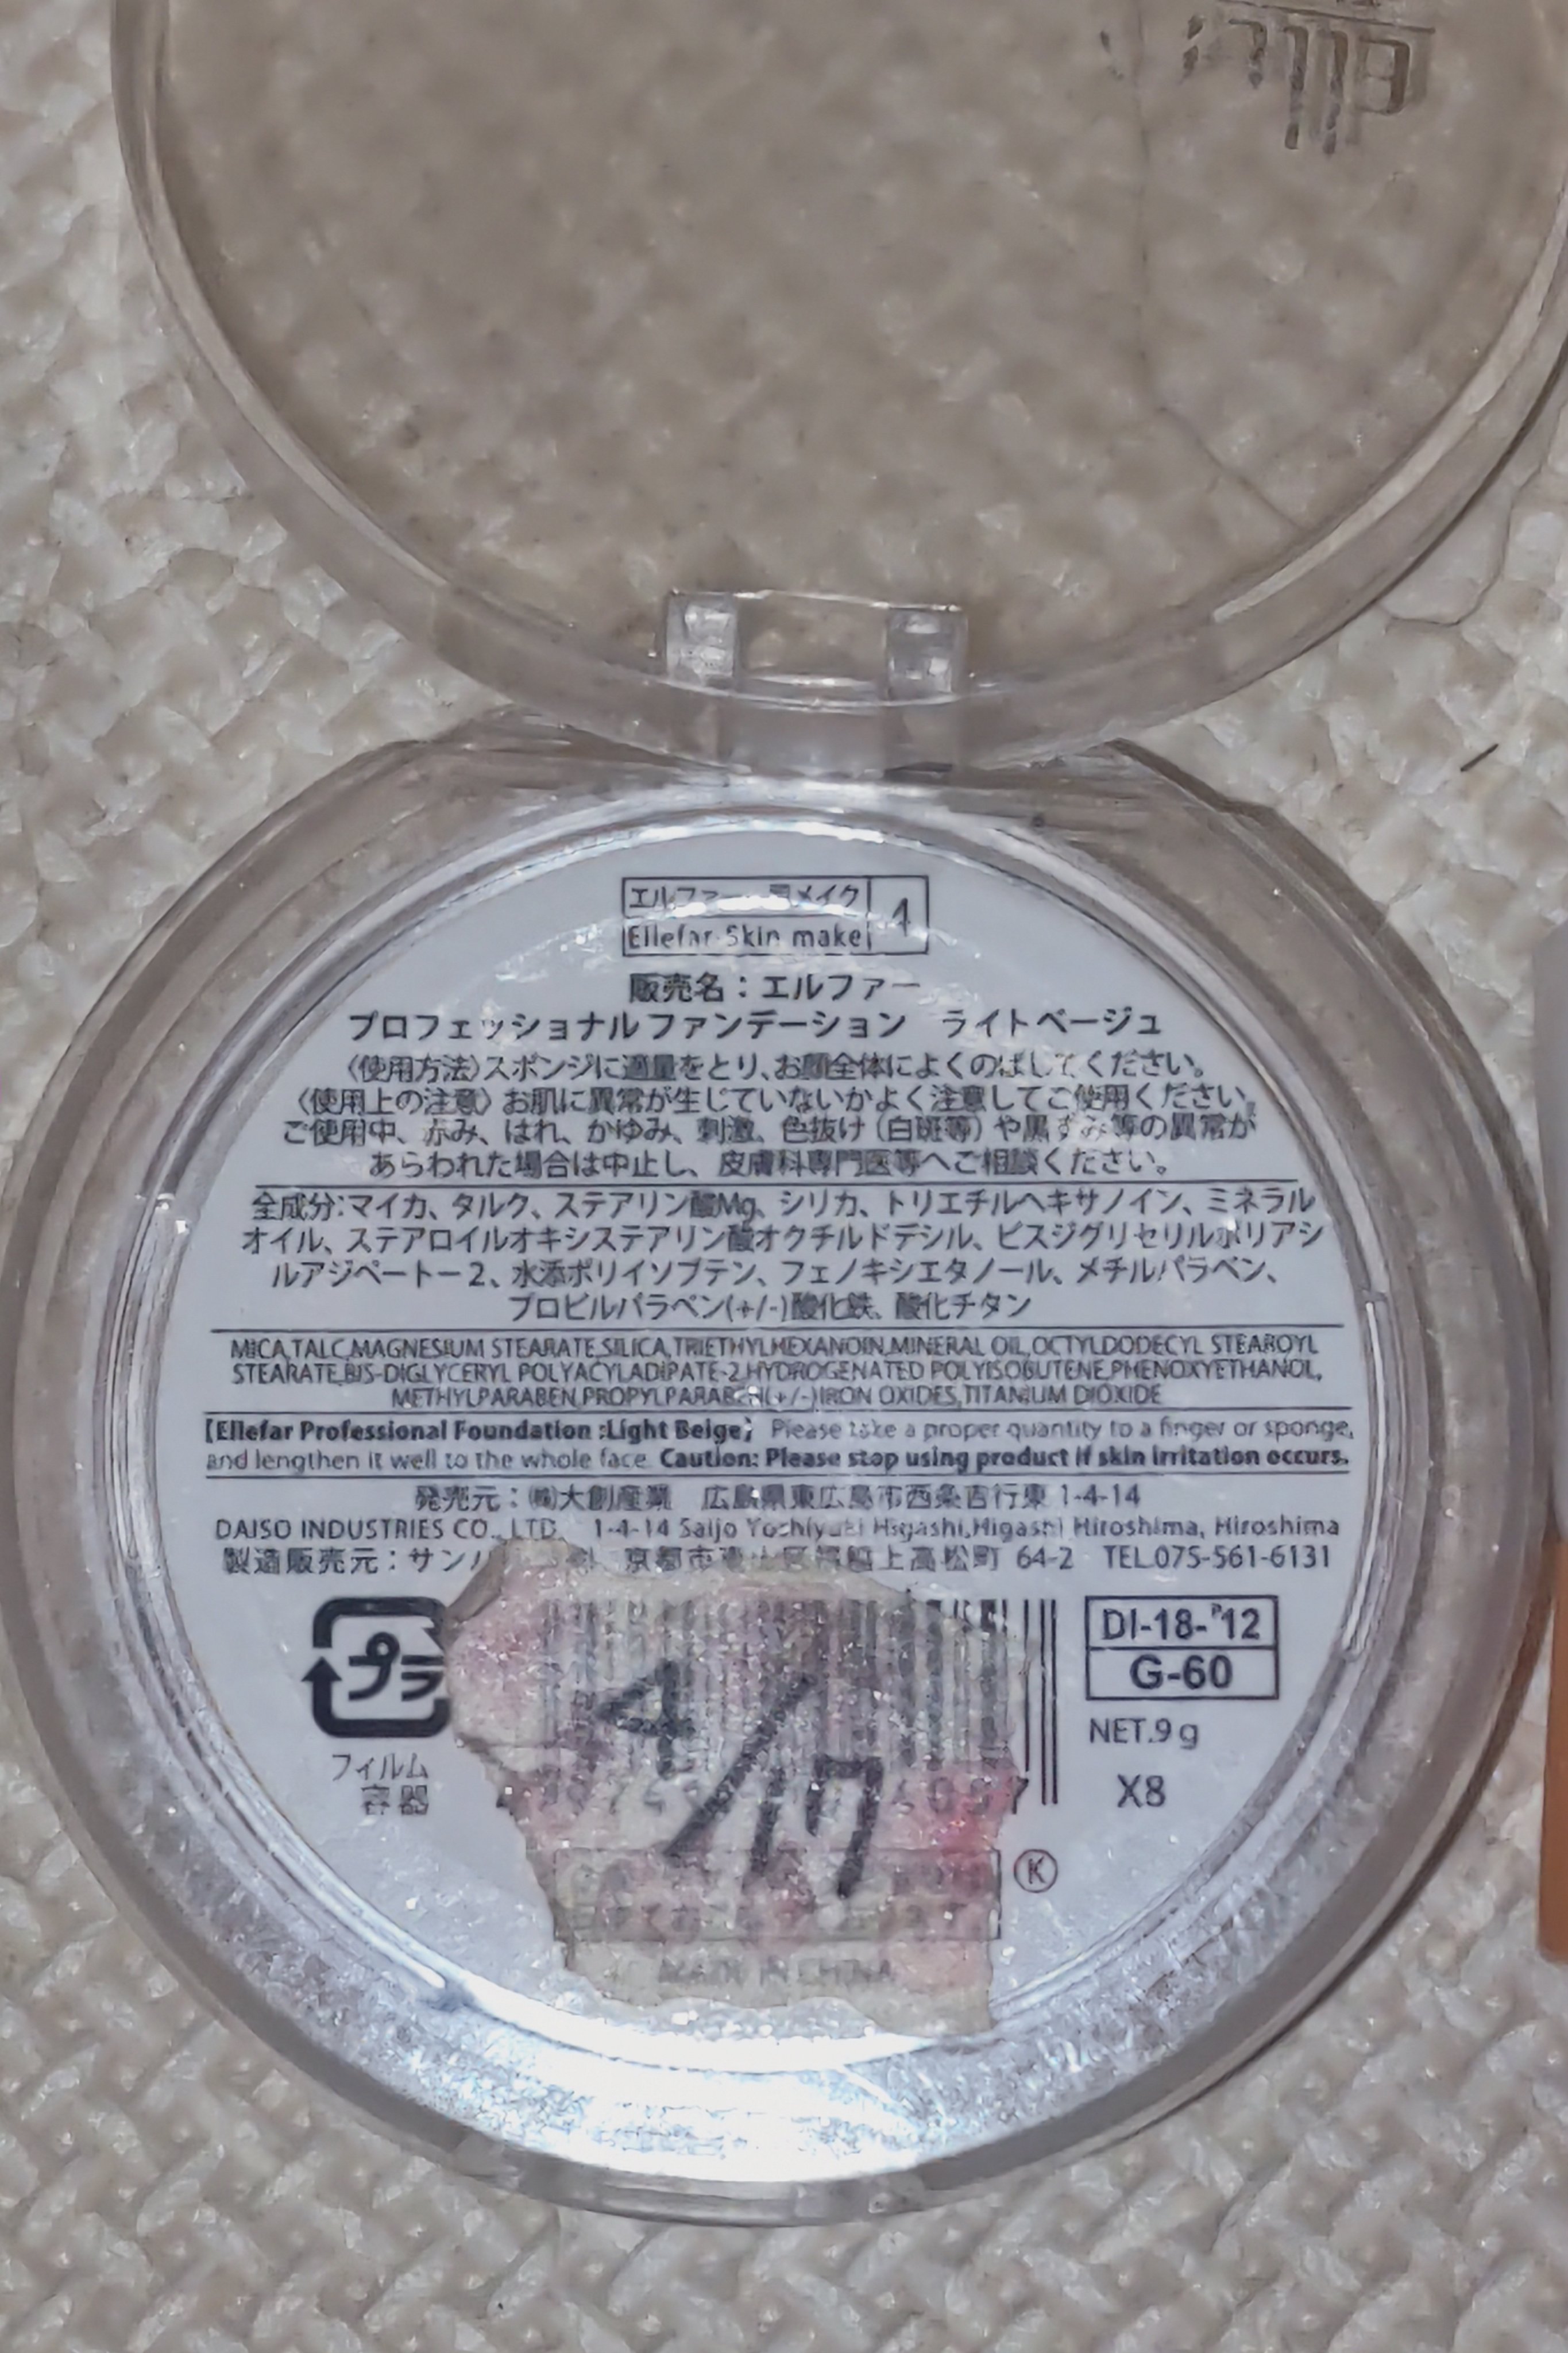 メイク
4
Ellefar Skin make
販売名：エルファー
プロフェッショナルファンデーション ライトベージュ
〈使用方法〉スポンジに適量をとり、お顔全体によくのばしてください。
〈使用上の注意〉お肌に異常が生じていないかよく注意してご使用ください。
ご使用中、赤み、はれ、かゆみ、刺激、色抜け（白斑等）や黒ずみ等の異常が
あらわれた場合は中止し、皮膚科専門医等へご相談ください。
全成分:マイカ、タルク、ステアリン酸Mg、シリカ、トリエチルヘキサノイン、ミネラル
オイル、ステアロイルオキシステアリン酸オクチルドデシル、ビスジグリセリルポリアシ
ルアジペートー2、水添ポリイソブテン、フェノキシエタノール、メチルパラベン、
プロピルパラベン(+/-)酸化鉄、酸化チタン
MICA,TALC,MAGNESIUM STEARATE,SILICA,TRIETHYLHEXANOIN,MINERAL OIL,OCTYLDODECYL STEAROYL
STEARATE,BIS-DIGLYCERYL POLYACYLADIPATE-2,HYDROGENATED POLYISOBUTENE,PHENOXYETHANOL,
METHYLPARABEN,PROPYLPARABEN(+/-)IRON OXIDES,TITANIUM DIOXIDE
【Ellefar Professional Foundation :Light Beige】 Please take a proper quantity to a finger or sponge,
and lengthen it well to the whole face. Caution: Please stop using product if skin irritation occurs.
発売元：㈱大創産業 広島県東広島市西条吉行東 1-4-14
DAISO INDUSTRIES CO., LTD. 1-4-14 Saijo Yoshiyuki Higashi,Higashi Hiroshima, Hiroshima
製造販売元：サン 京都市 上高松町 64-2 TEL.075-561-6131
プラ
フィルム
容器
4/17
DI-18-'12
G-60
NET.9g
X8
K
MADE IN CHINA